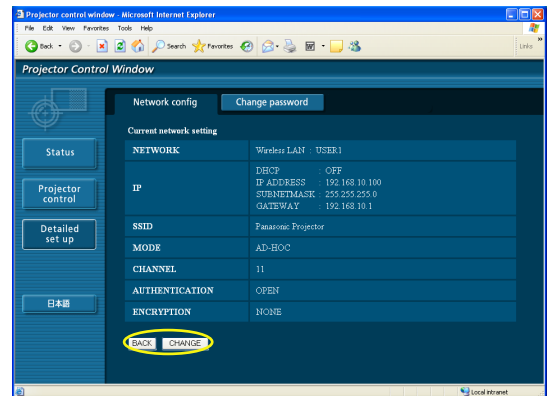 Projector control window - Microsoft Internet Explorer
File Edit View Favorites Tools Help
Back Search Favorites Links »
Projector Control Window
Network config Change password
Current network setting
Status
Projector control
Detailed set up
日本語
NETWORK Wireless LAN : USER1
IP
DHCP : OFF
IP ADDRESS : 192.168.10.100
SUBNETMASK : 255.255.255.0
GATEWAY : 192.168.10.1
SSID Panasonic Projector
MODE AD-HOC
CHANNEL 11
AUTHENTICATION OPEN
ENCRYPTION NONE
BACK CHANGE
Local intranet